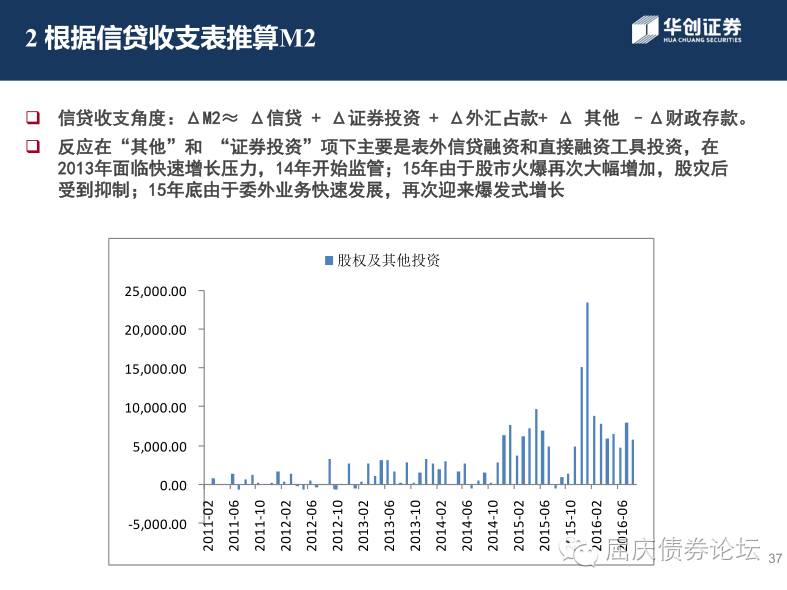 2 根据信贷收支表推算M2
华创证券
HUA CHUANG SECURITIES
信贷收支角度：ΔM2≈ Δ信贷 + Δ证券投资 + Δ外汇占款+ Δ 其他 －Δ财政存款。
反应在“其他”和 “证券投资”项下主要是表外信贷融资和直接融资工具投资，在
2013年面临快速增长压力，14年开始监管；15年由于股市火爆再次大幅增加，股灾后
受到抑制；15年底由于委外业务快速发展，再次迎来爆发式增长
股权及其他投资
25,000.00
20,000.00
15,000.00
10,000.00
5,000.00
0.00
-5,000.00
2011-02
2011-06
2011-10
2012-02
2012-06
2012-10
2013-02
2013-06
2013-10
2014-02
2014-06
2014-10
2015-02
2015-06
2015-10
2016-02
2016-06
屈庆债券论坛
37